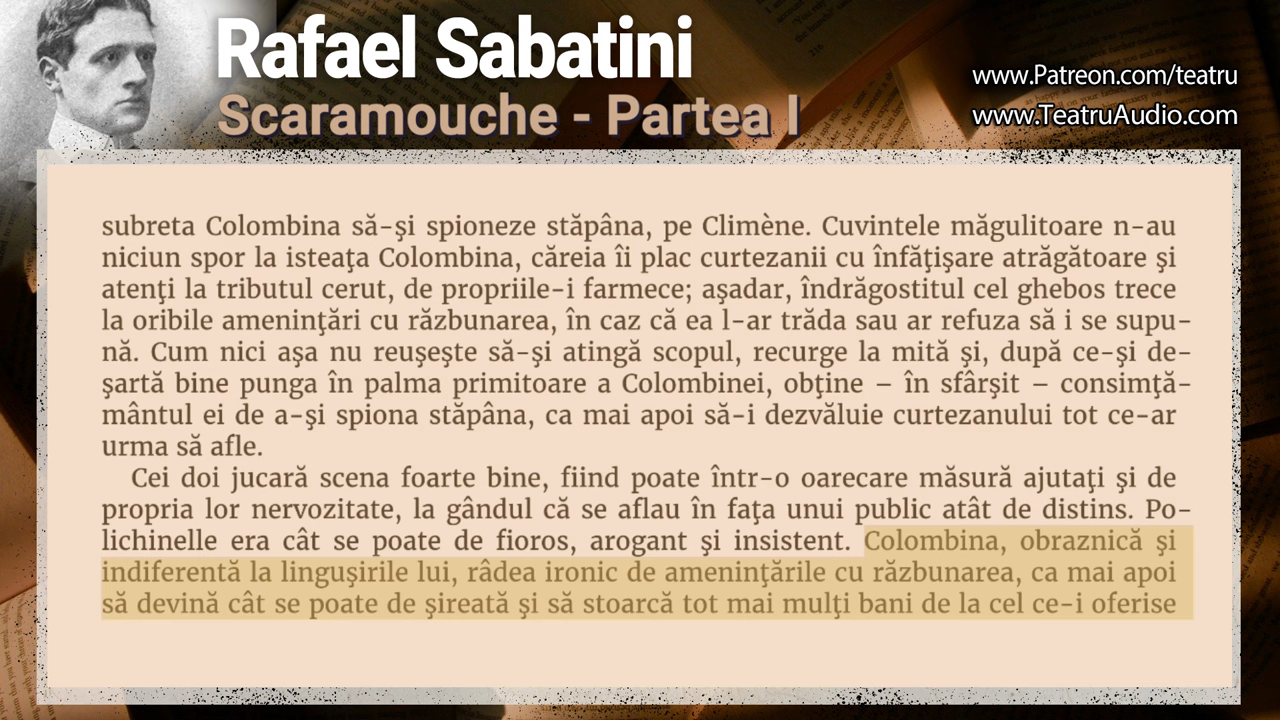 Rafael Sabatini
Scaramouche - Partea I
www.Patreon.com/teatru
www.TeatruAudio.com
subreta Colombina să-şi spioneze stăpâna, pe Climène. Cuvintele măgulitoare n-au
niciun spor la isteaţa Colombina, căreia îi plac curtezanii cu înfăţişare atrăgătoare şi
atenţi la tributul cerut, de propriile-i farmece; aşadar, îndrăgostitul cel ghebos trece
la oribile ameninţări cu răzbunarea, în caz că ea l-ar trăda sau ar refuza să i se supu-
nă. Cum nici aşa nu reuşeşte să-şi atingă scopul, recurge la mită şi, după ce-şi de-
şartă bine punga în palma primitoare a Colombinei, obţine – în sfârşit – consimţă-
mântul ei de a-şi spiona stăpâna, ca mai apoi să-i dezvăluie curtezanului tot ce-ar
urma să afle.
Cei doi jucară scena foarte bine, fiind poate într-o oarecare măsură ajutaţi şi de
propria lor nervozitate, la gândul că se aflau în faţa unui public atât de distins. Po-
lichinelle era cât se poate de fioros, arogant şi insistent. Colombina, obraznică şi
indiferentă la linguşirile lui, râdea ironic de ameninţările cu răzbunarea, ca mai apoi
să devină cât se poate de şireată şi să stoarcă tot mai mulţi bani de la cel ce-i oferise